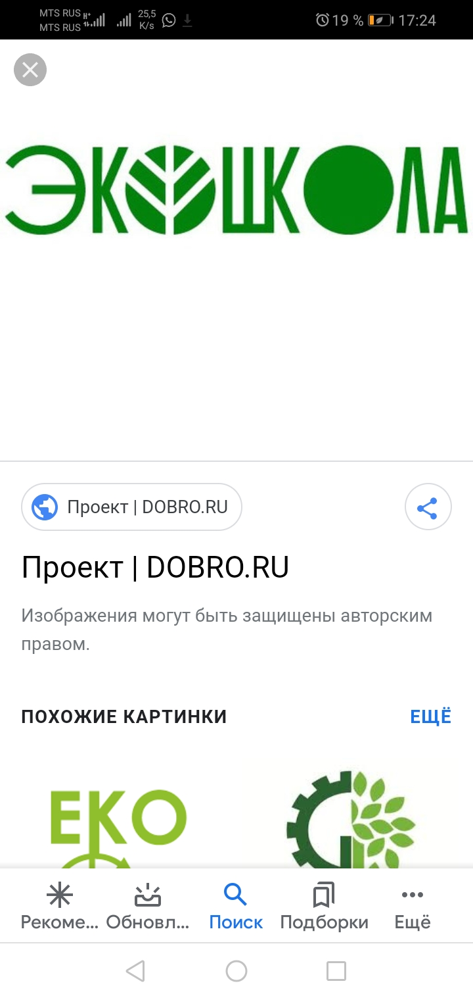 MTS RUS H+
MTS RUS
25,5
K/s
19 %
17:24
ЭКОШКОЛА
Проект | DOBRO.RU
Проект | DOBRO.RU
Изображения могут быть защищены авторским
правом.
ПОХОЖИЕ КАРТИНКИ
ЕЩЁ
ЕКО
Рекоме... Обновл... Поиск Подборки Ещё